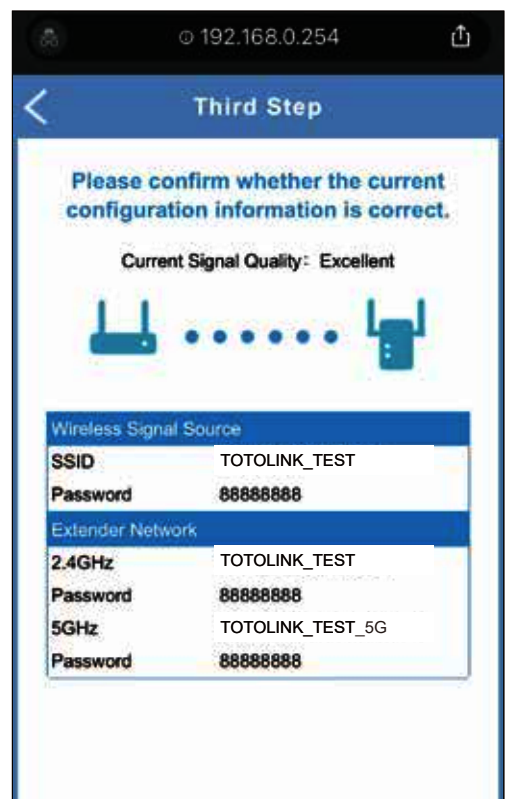 192.168.0.254
Third Step
Please confirm whether the current
configuration information is correct.
Current Signal Quality: Excellent
Wireless Signal Source
SSID TOTOLINK_TEST
Password 88888888
Extender Network
2.4GHz TOTOLINK_TEST
Password 88888888
5GHz TOTOLINK_TEST_5G
Password 88888888